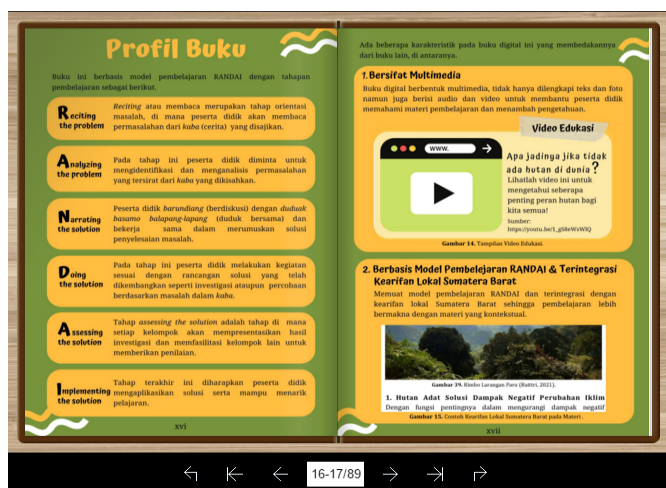 Profil Buku
Buku ini berbasis model pembelajaran RANDAI dengan tahapan
pembelajaran sebagai berikut.
Reciting
the problem
Reciting atau membaca merupakan tahap orientasi
masalah, di mana peserta didik akan membaca
permasalahan dari kaba (cerita) yang disajikan.
Analyzing
the problem
Pada tahap ini peserta didik diminta untuk
mengidentifikasi dan menganalisis permasalahan
yang tersirat dari kaba yang dikisahkan.
Narrating
the solution
Peserta didik barundiang (berdiskusi) dengan duduak
basamo balapang-lapang (duduk bersama) dan
bekerja sama dalam merumuskan solusi
penyelesaian masalah.
Doing
the solution
Pada tahap ini peserta didik melakukan kegiatan
sesuai dengan rancangan solusi yang telah
dikembangkan seperti investigasi ataupun percobaan
berdasarkan masalah dalam kaba.
Assessing
the solution
Tahap assessing the solution adalah tahap di mana
setiap kelompok akan mempresentasikan hasil
investigasi dan memfasilitasi kelompok lain untuk
memberikan penilaian.
Implementing
the solution
Tahap terakhir ini diharapkan peserta didik
mengaplikasikan solusi serta mampu menarik
pelajaran.
xvi
Ada beberapa karakteristik pada buku digital ini yang membedakannya
dari buku lain, di antaranya.
1. Bersifat Multimedia
Buku digital berbentuk multimedia, tidak hanya dilengkapi teks dan foto
namun juga berisi audio dan video untuk membantu peserta didik
memahami materi pembelajaran dan menambah pengetahuan.
Video Edukasi
www.
Apa jadinya jika tidak
ada hutan di dunia?
Lihatlah video ini untuk
mengetahui seberapa
penting peran hutan bagi
kita semua!
Sumber:
https://youtu.be/1_gS8eWxWlQ
Gambar 14. Tampilan Video Edukasi.
2. Berbasis Model Pembelejaran RANDAI & Terintegrasi
Kearifan Lokal Sumatera Barat
Memuat model pembelajaran RANDAI dan terintegrasi dengan
kearifan lokal Sumatera Barat sehingga pembelajaran lebih
bermakna dengan materi yang kontekstual.
Gambar 39. Rimbo Larangan Paru (Raitiri, 2021).
1. Hutan Adat Solusi Dampak Negatif Perubahan Iklim
Dengan fungsi pentingnya dalam mengurangi dampak negatif
Gambar 15. Contoh Kearifan Lokal Sumatera Barat pada Materi .
xvii
16-17/89